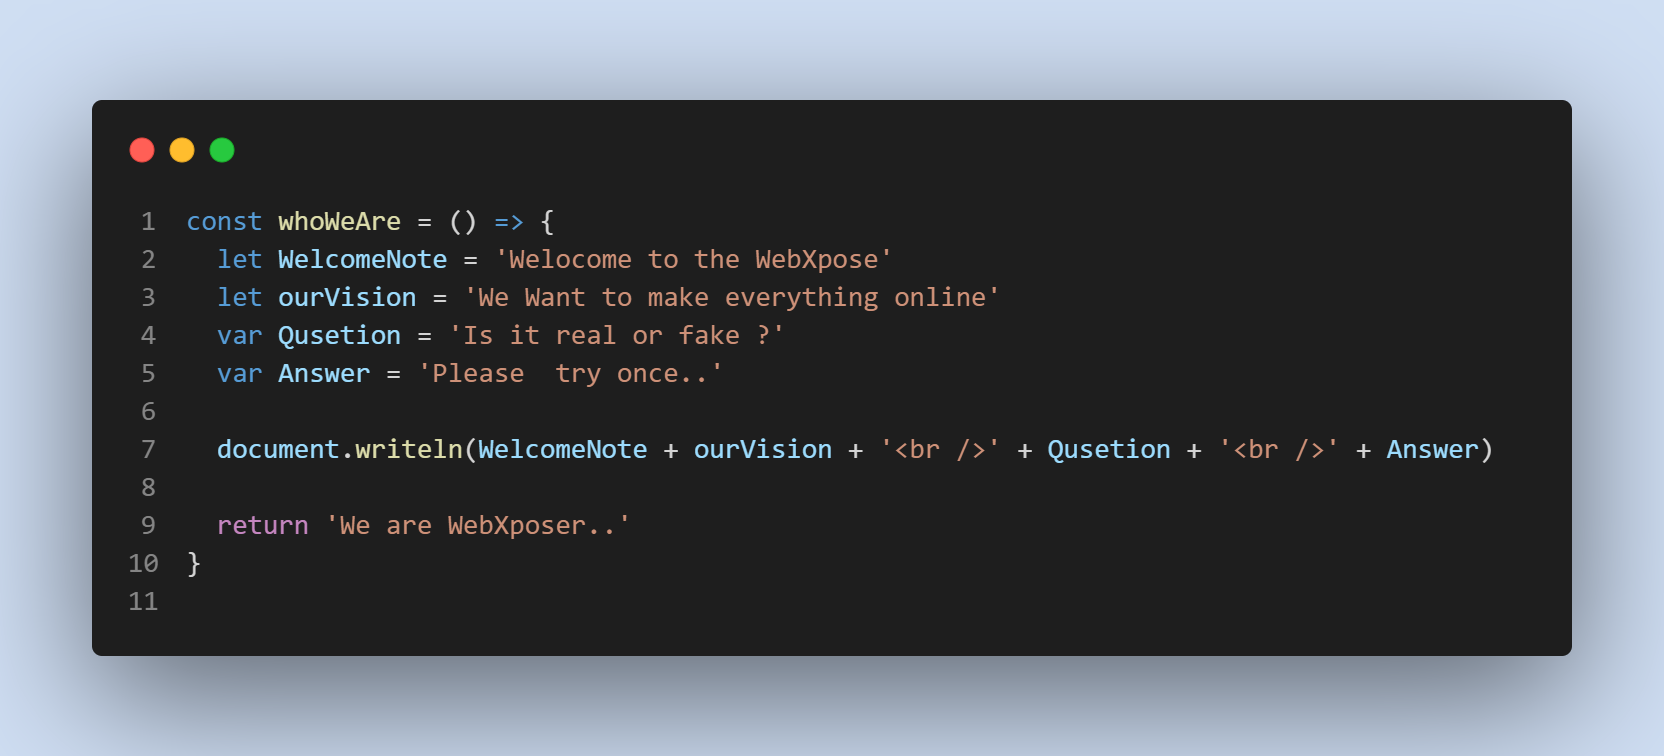 1 const whoWeAre = () => {
2   let WelcomeNote = 'Welocome to the WebXpose'
3   let ourVision = 'We Want to make everything online'
4   var Qusetion = 'Is it real or fake ?'
5   var Answer = 'Please  try once..'
6
7   document.writeln(WelcomeNote + ourVision + '<br />' + Qusetion + '<br />' + Answer)
8
9   return 'We are WebXposer..'
10 }
11